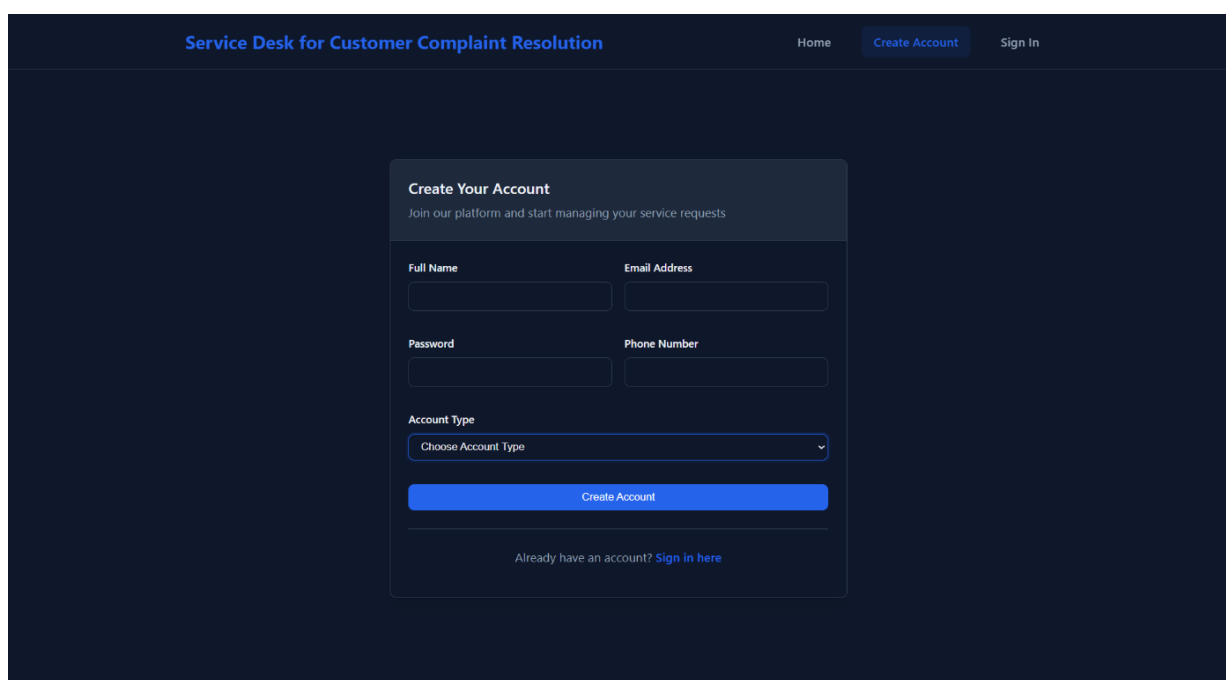 Service Desk for Customer Complaint Resolution
Home
Create Account
Sign In
Create Your Account
Join our platform and start managing your service requests
Full Name
Email Address
Password
Phone Number
Account Type
Choose Account Type
Create Account
Already have an account? Sign in here